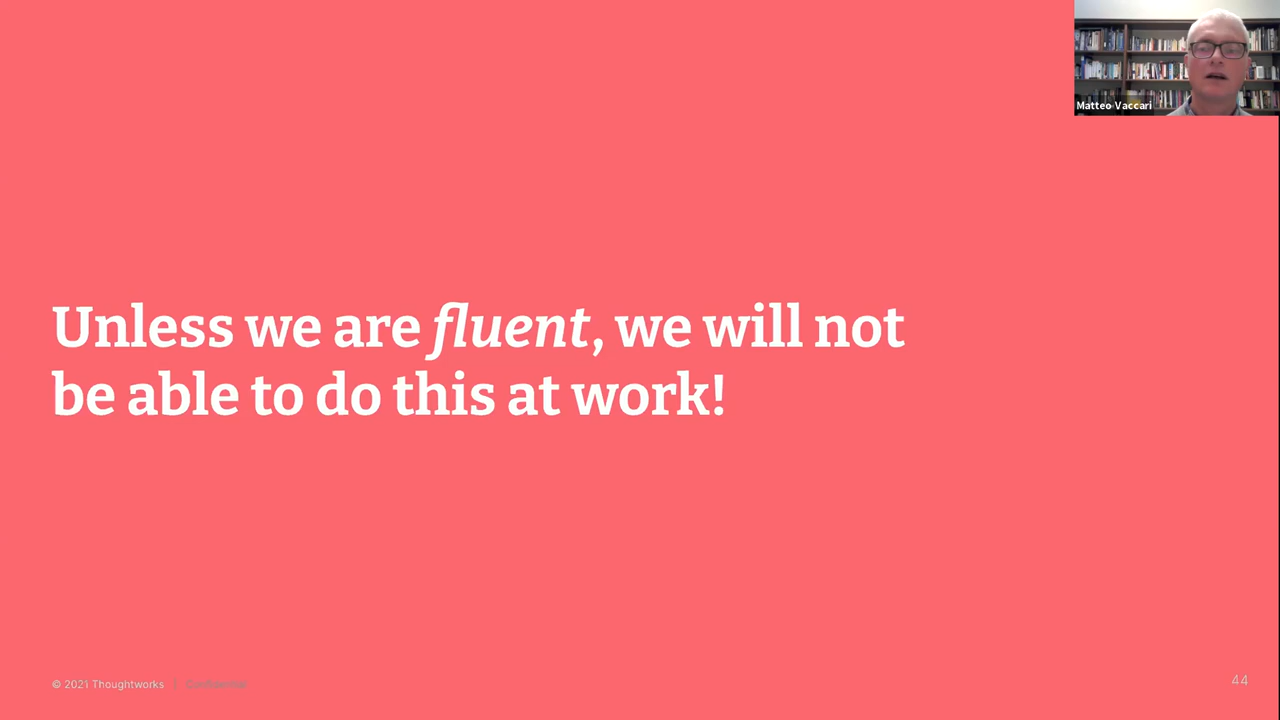 Matteo Vaccari
Unless we are fluent, we will not
be able to do this at work!
© 2021 Thoughtworks |
44